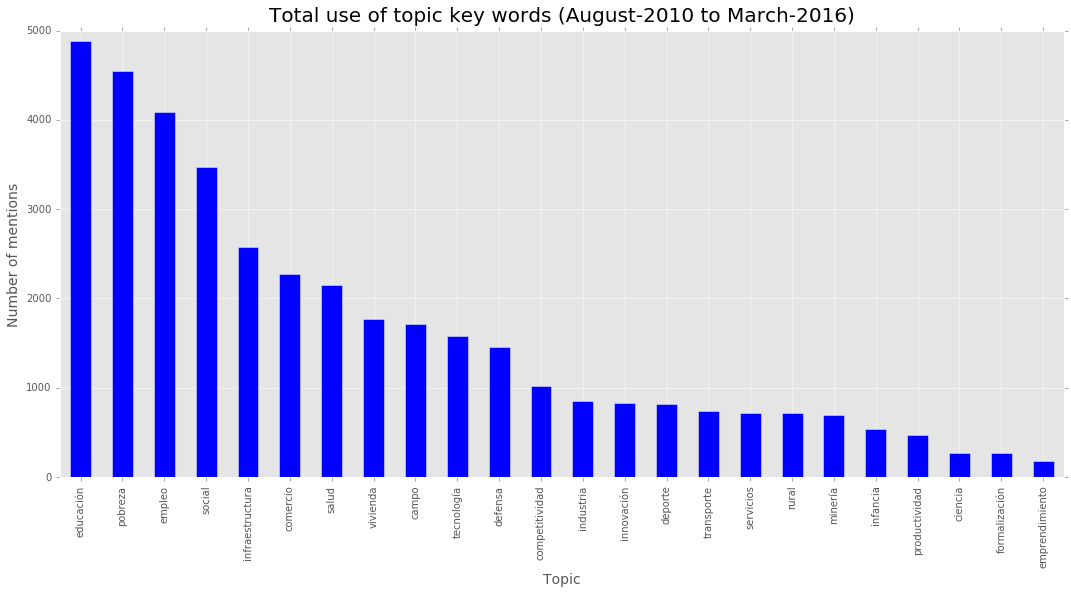 Total use of topic key words (August-2010 to March-2016)
Number of mentions
5000
4000
3000
2000
1000
0
educación
pobreza
empleo
social
infraestructura
comercio
salud
vivienda
campo
tecnología
defensa
competitividad
industria
innovación
deporte
transporte
servicios
rural
minería
infancia
productividad
ciencia
formalización
emprendimiento
Topic